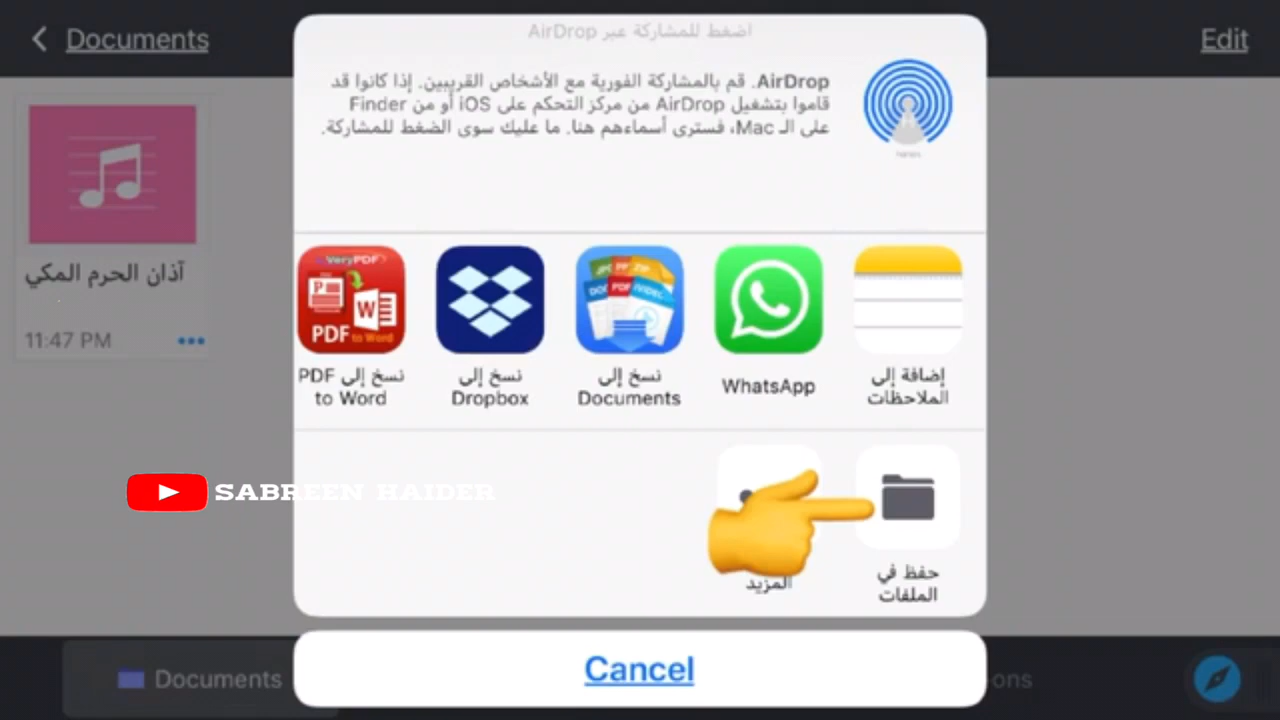 Documents
Edit
اضغط للمشاركة عبر AirDrop
AirDrop. قم بالمشاركة الفورية مع الأشخاص القريبين. إذا كانوا قد
قاموا بتشغيل AirDrop من مركز التحكم على iOS أو من Finder
على الـ Mac، فسترى أسماءهم هنا. ما عليك سوى الضغط للمشاركة.
آذان الحرم المكي
11:47 PM
VeryPDF
PDF to Word
نسخ إلى PDF
to Word
نسخ إلى
Dropbox
نسخ إلى
Documents
WhatsApp
إضافة إلى
الملاحظات
SABREEN HAIDER
المزيد
حفظ في
الملفات
Cancel
Documents
ons